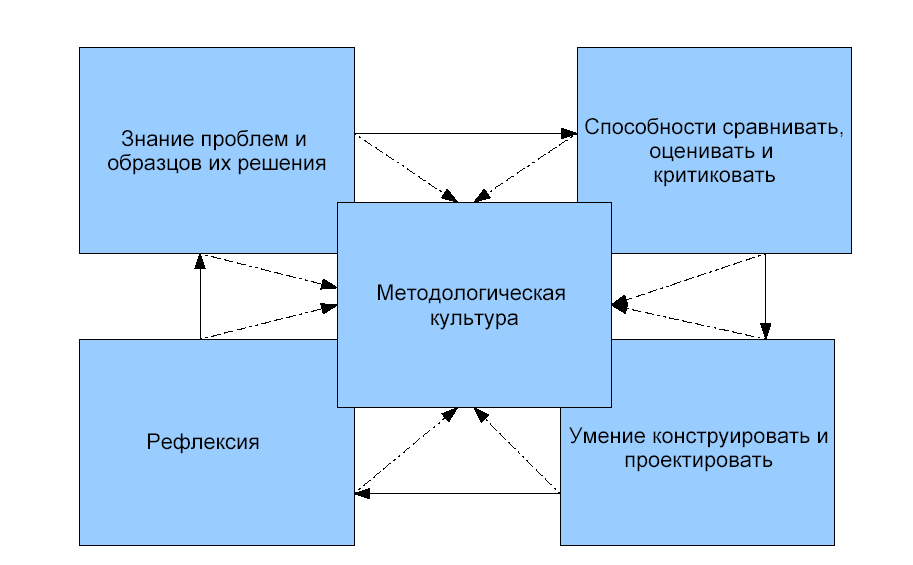 Знание проблем и
образцов их решения
Способности сравнивать,
оценивать и
критиковать
Методологическая
культура
Рефлексия
Умение конструировать и
проектировать